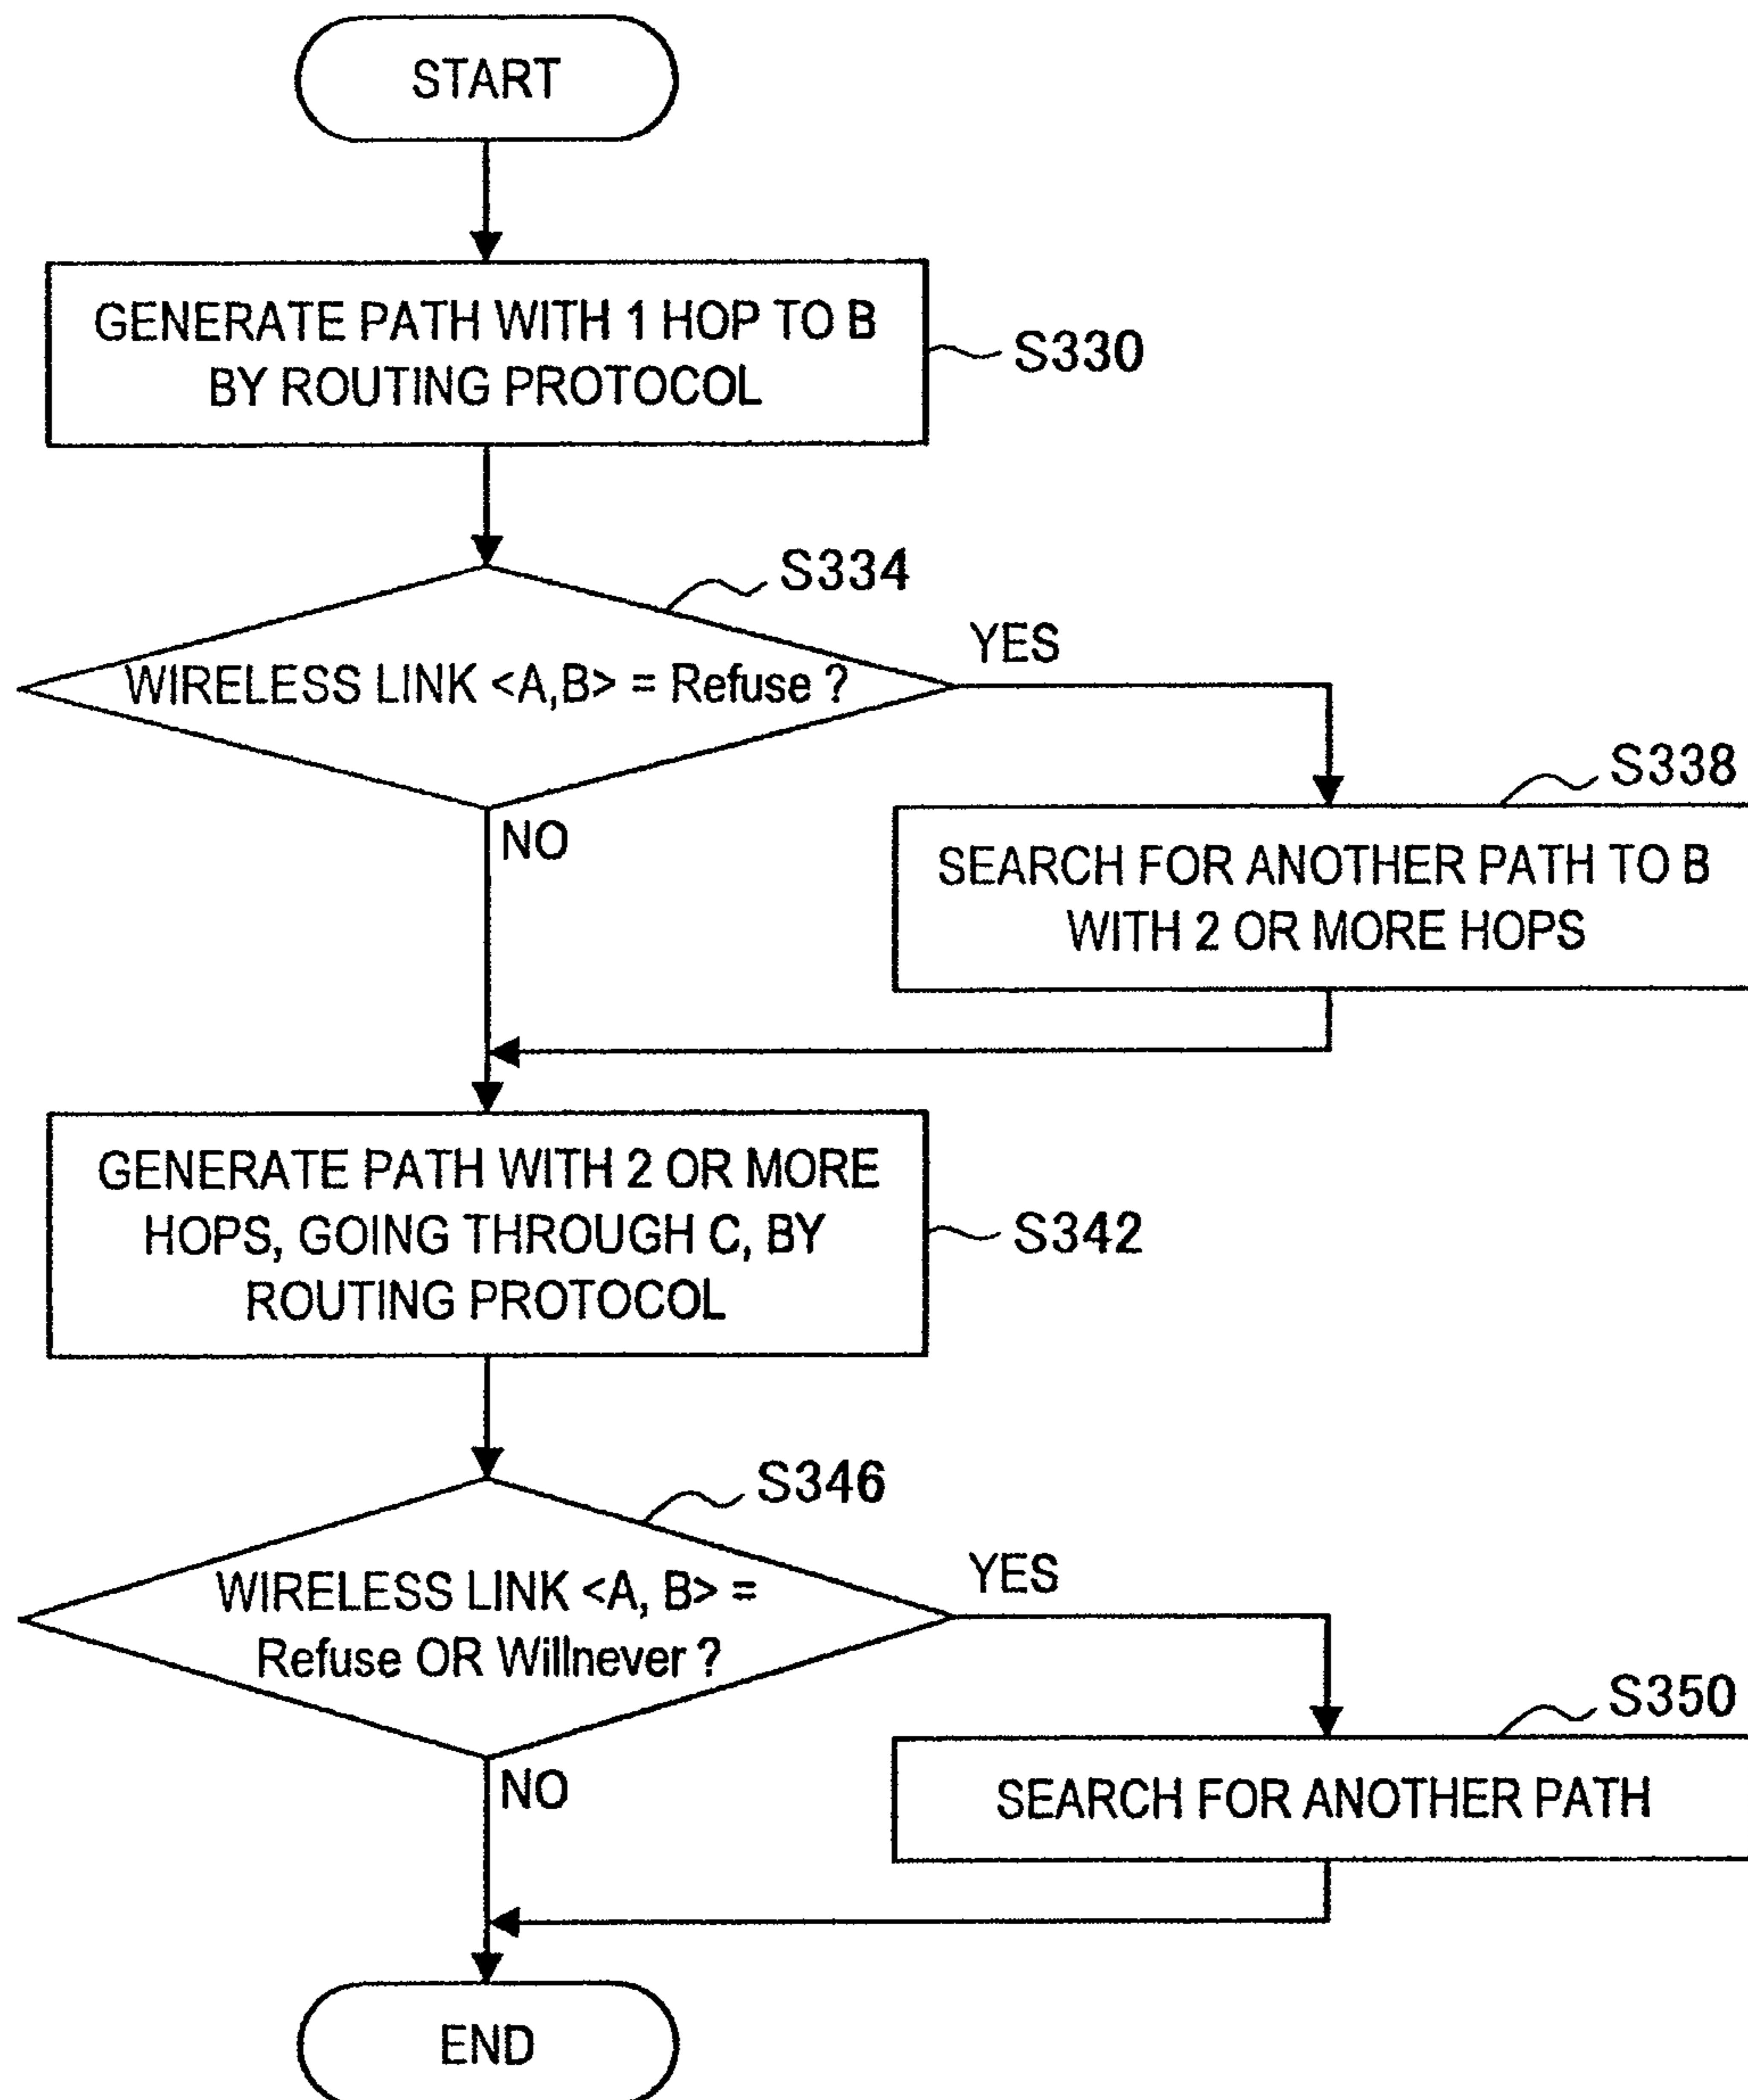 START
GENERATE PATH WITH 1 HOP TO B
BY ROUTING PROTOCOL
S330
S334
WIRELESS LINK <A,B> = Refuse ?
YES
NO
S338
SEARCH FOR ANOTHER PATH TO B
WITH 2 OR MORE HOPS
GENERATE PATH WITH 2 OR MORE
HOPS, GOING THROUGH C, BY
ROUTING PROTOCOL
S342
S346
WIRELESS LINK <A, B> =
Refuse OR Willnever ?
YES
NO
S350
SEARCH FOR ANOTHER PATH
END